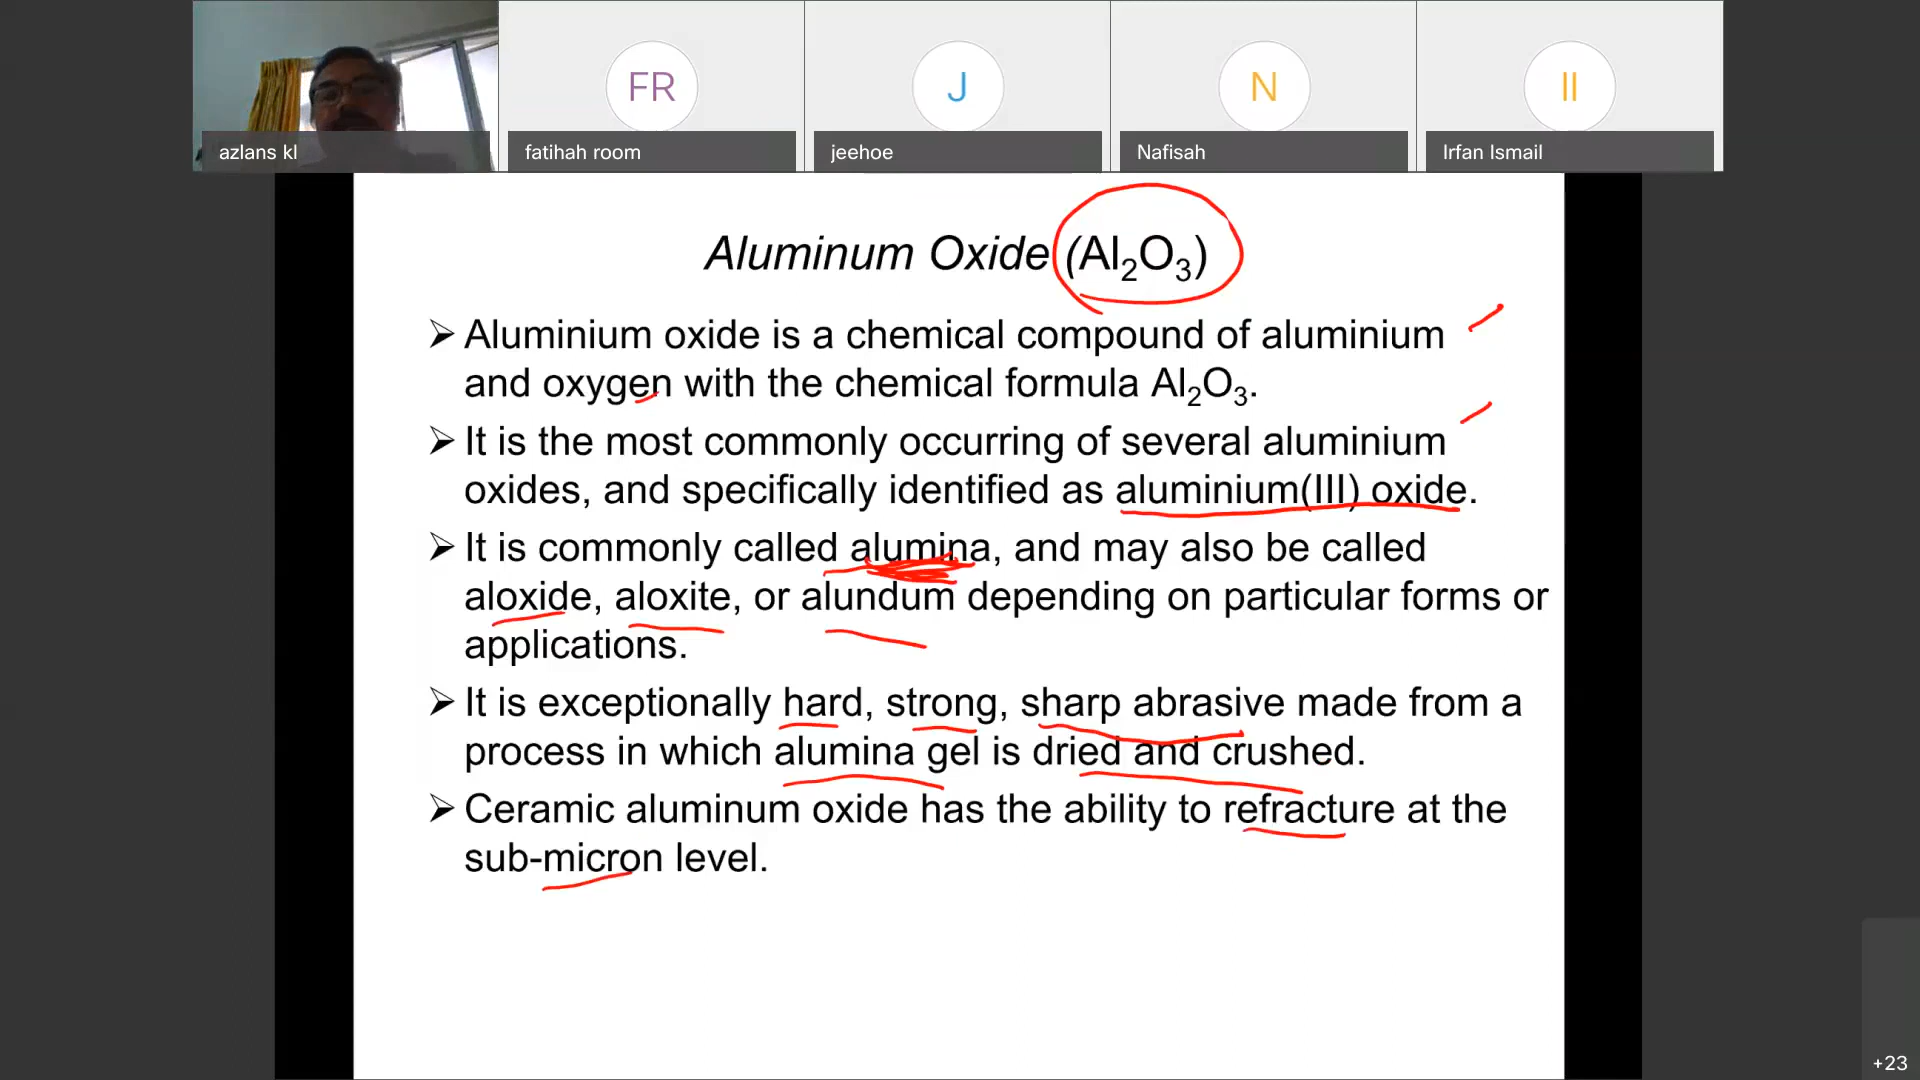 FR
J
N
II
azlans kl
fatihah room
jeehoe
Nafisah
Irfan Ismail
Aluminum Oxide (Al₂O₃)
➢ Aluminium oxide is a chemical compound of aluminium
and oxygen with the chemical formula Al₂O₃.
➢ It is the most commonly occurring of several aluminium
oxides, and specifically identified as aluminium(III) oxide.
➢ It is commonly called alumina, and may also be called
aloxide, aloxite, or alundum depending on particular forms or
applications.
➢ It is exceptionally hard, strong, sharp abrasive made from a
process in which alumina gel is dried and crushed.
➢ Ceramic aluminum oxide has the ability to refracture at the
sub-micron level.
+23